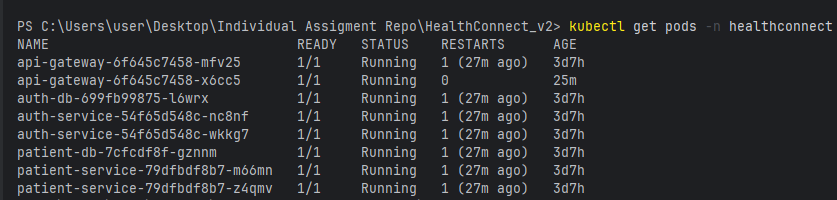 PS C:\Users\user\Desktop\Individual Assigment Repo\HealthConnect_v2> kubectl get pods -n healthconnect
NAME READY STATUS RESTARTS AGE
api-gateway-6f645c7458-mfv25 1/1 Running 1 (27m ago) 3d7h
api-gateway-6f645c7458-x6cc5 1/1 Running 0 25m
auth-db-699fb99875-l6wrx 1/1 Running 1 (27m ago) 3d7h
auth-service-54f65d548c-nc8nf 1/1 Running 1 (27m ago) 3d7h
auth-service-54f65d548c-wkkg7 1/1 Running 1 (27m ago) 3d7h
patient-db-7cfcdf8f-gznnm 1/1 Running 1 (27m ago) 3d7h
patient-service-79dfbdf8b7-m66mn 1/1 Running 1 (27m ago) 3d7h
patient-service-79dfbdf8b7-z4qmv 1/1 Running 1 (27m ago) 3d7h